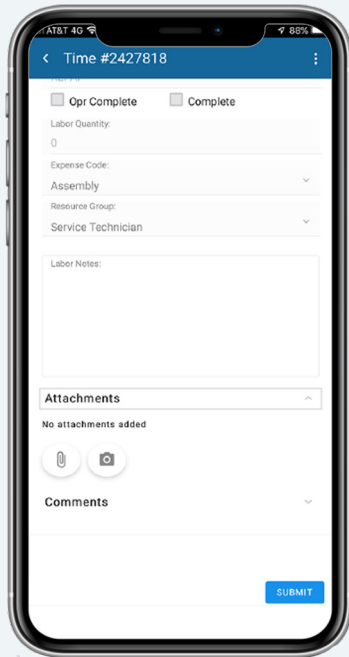 AT&T 4G 88%
Time #2427818
Opr Complete Complete
Labor Quantity:
0
Expense Code:
Assembly
Resource Group:
Service Technician
Labor Notes:
Attachments
No attachments added
Comments
SUBMIT